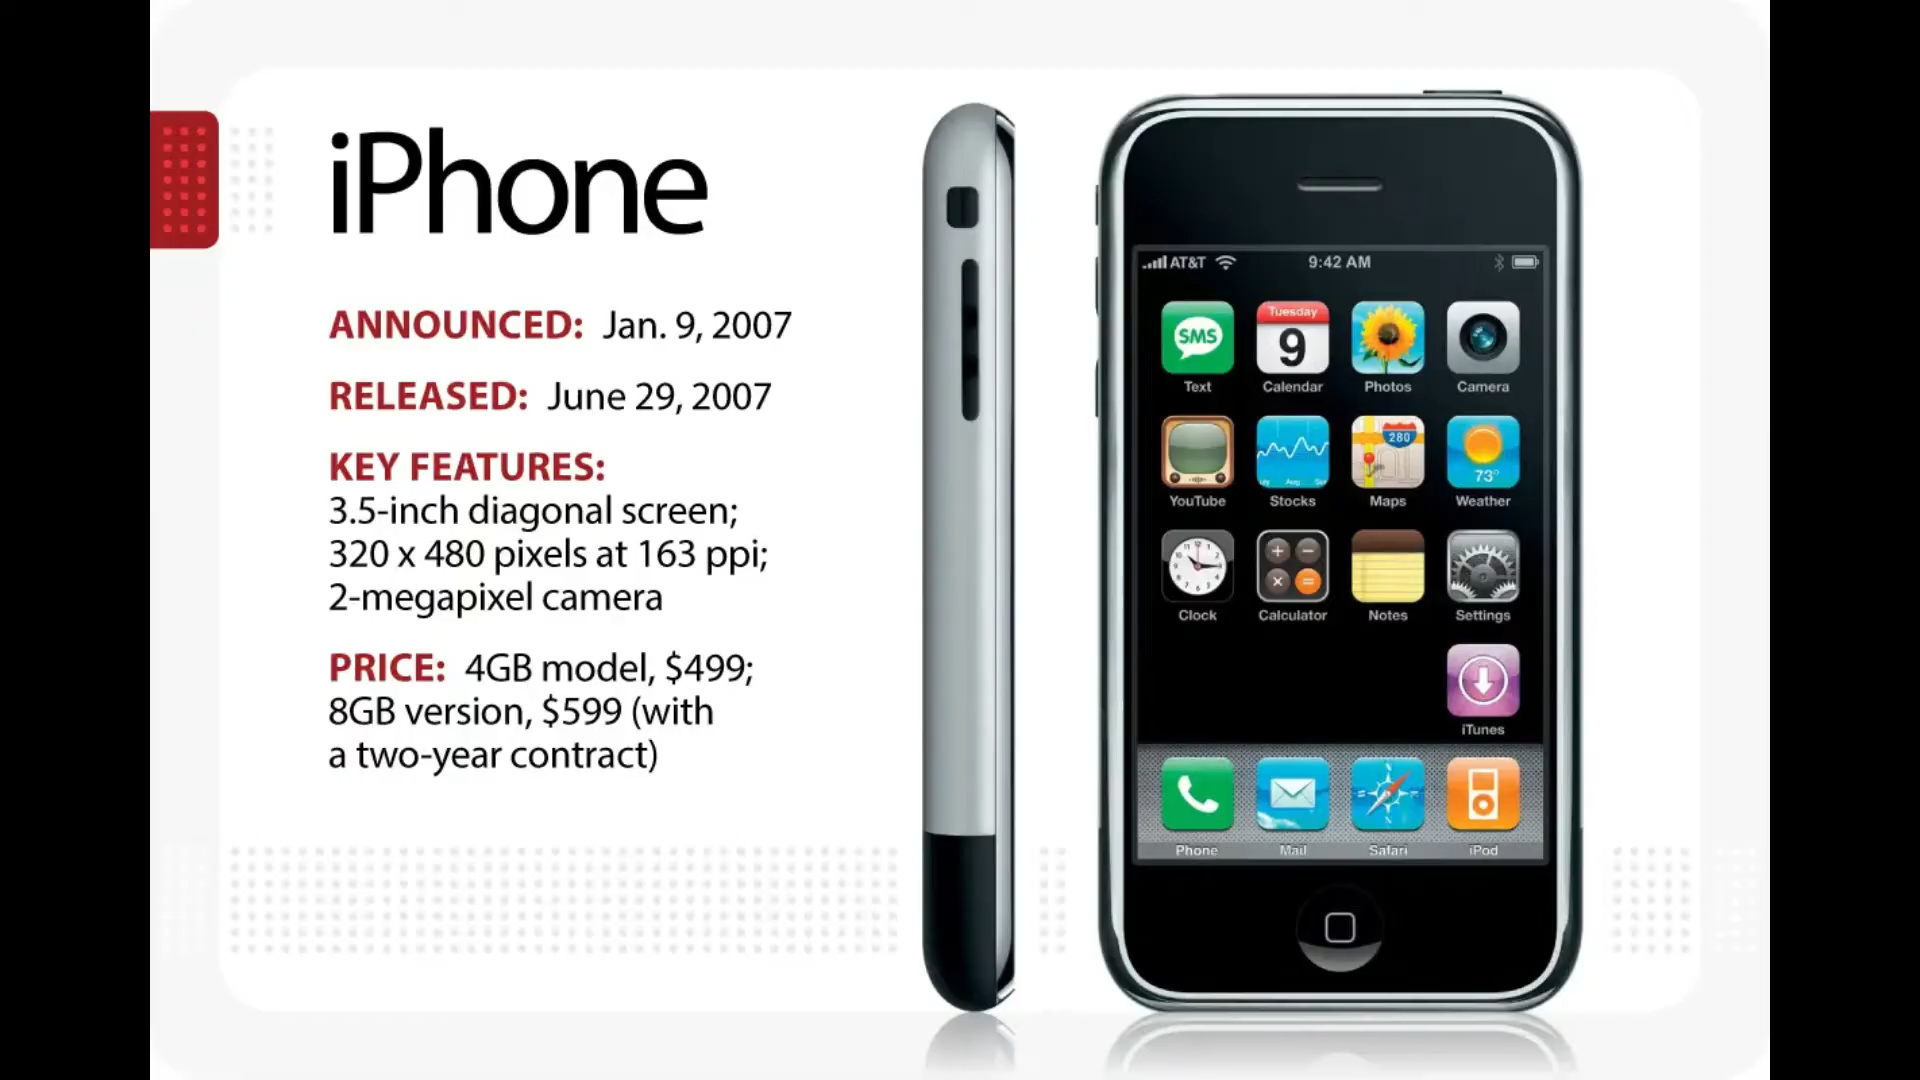 iPhone
ANNOUNCED: Jan. 9, 2007
RELEASED: June 29, 2007
KEY FEATURES:
3.5-inch diagonal screen;
320 x 480 pixels at 163 ppi;
2-megapixel camera
PRICE: 4GB model, $499;
8GB version, $599 (with
a two-year contract)
AT&T 9:42 AM
SMS Tuesday 9
Text Calendar Photos Camera
280 73°
YouTube Stocks Maps Weather
Clock Calculator Notes Settings
iTunes
Phone Mail Safari iPod